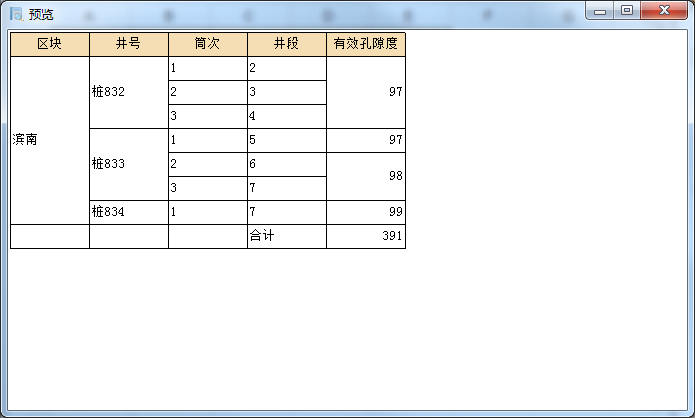 预览
区块 井号 筒次 井段 有效孔隙度
滨南 桩832 1 2 97
2 3
3 4
桩833 1 5 97
2 6 98
3 7
桩834 1 7 99
合计 391